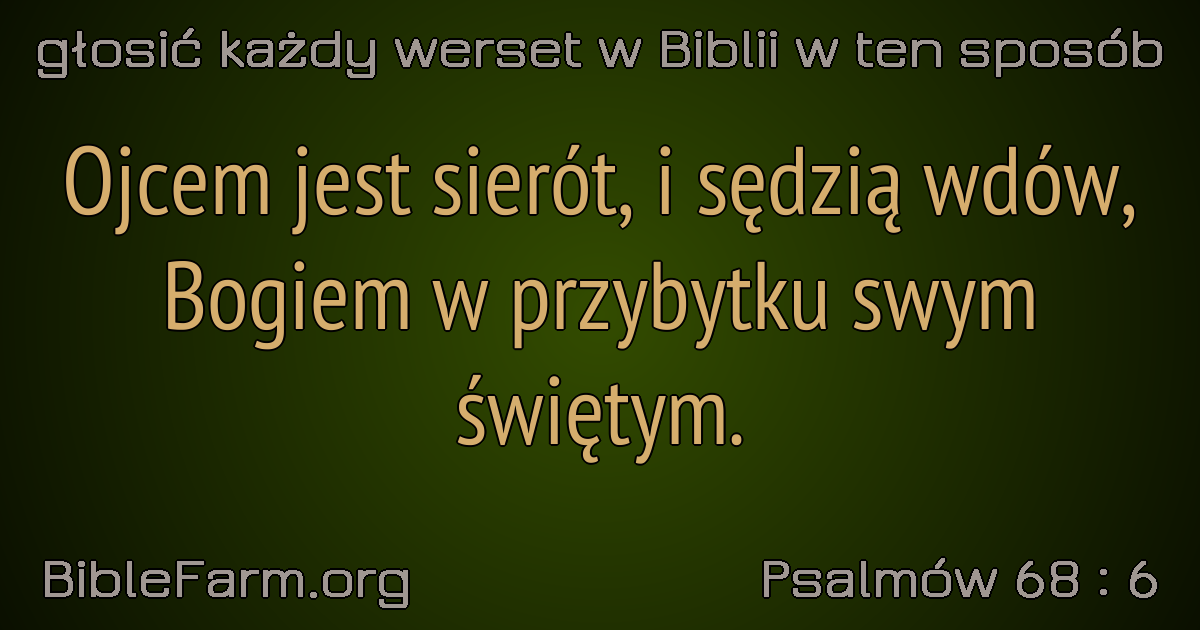 głosić każdy werset w Biblii w ten sposób
Ojcem jest sierót, i sędzią wdów,
Bogiem w przybytku swym
świętym.
BibleFarm.org
Psalmów 68 : 6